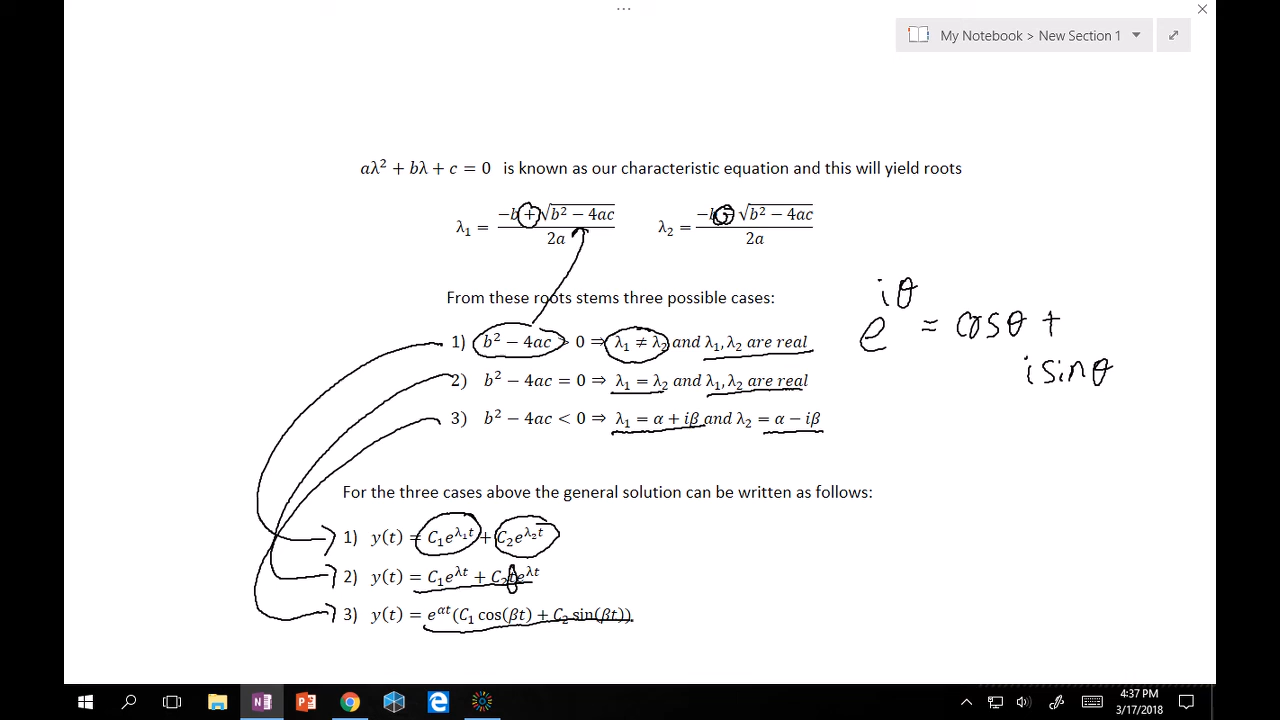 My Notebook > New Section 1
aλ² + bλ + c = 0 is known as our characteristic equation and this will yield roots
λ₁ = (−b + √(b² − 4ac)) / 2a   λ₂ = (−b − √(b² − 4ac)) / 2a
From these roots stems three possible cases:
1) b² − 4ac > 0 ⇒ λ₁ ≠ λ₂ and λ₁, λ₂ are real
2) b² − 4ac = 0 ⇒ λ₁ = λ₂ and λ₁, λ₂ are real
3) b² − 4ac < 0 ⇒ λ₁ = α + iβ and λ₂ = α − iβ
e^{iθ} = cosθ +
i sinθ
For the three cases above the general solution can be written as follows:
1) y(t) = C₁e^{λ₁t} + C₂e^{λ₂t}
2) y(t) = C₁e^{λt} + C₂te^{λt}
3) y(t) = e^{αt}(C₁ cos(βt) + C₂ sin(βt)).
4:37 PM
3/17/2018